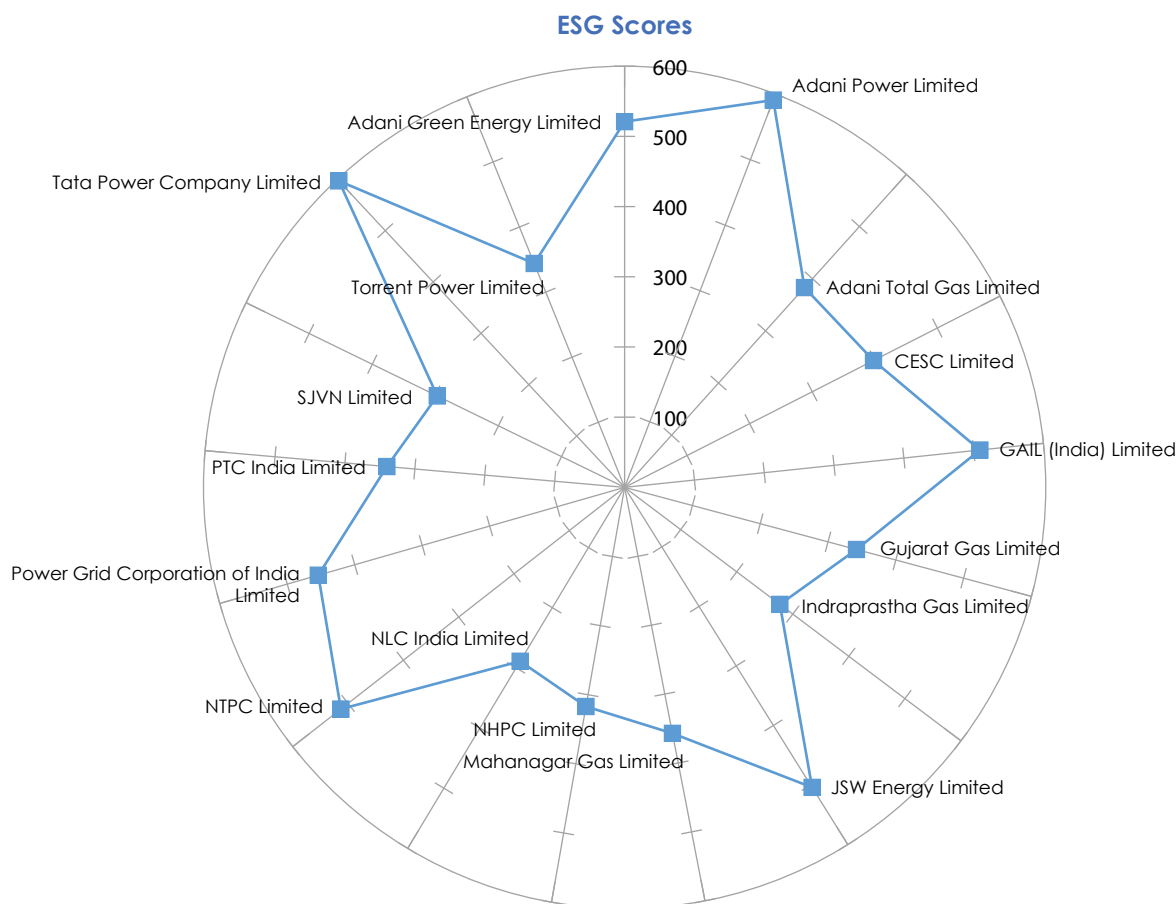 ESG Scores
600
500
400
300
200
100
Adani Green Energy Limited
Adani Power Limited
Adani Total Gas Limited
CESC Limited
GAIL (India) Limited
Gujarat Gas Limited
Indraprastha Gas Limited
JSW Energy Limited
Mahanagar Gas Limited
NHPC Limited
NLC India Limited
NTPC Limited
Power Grid Corporation of India
Limited
PTC India Limited
SJVN Limited
Tata Power Company Limited
Torrent Power Limited